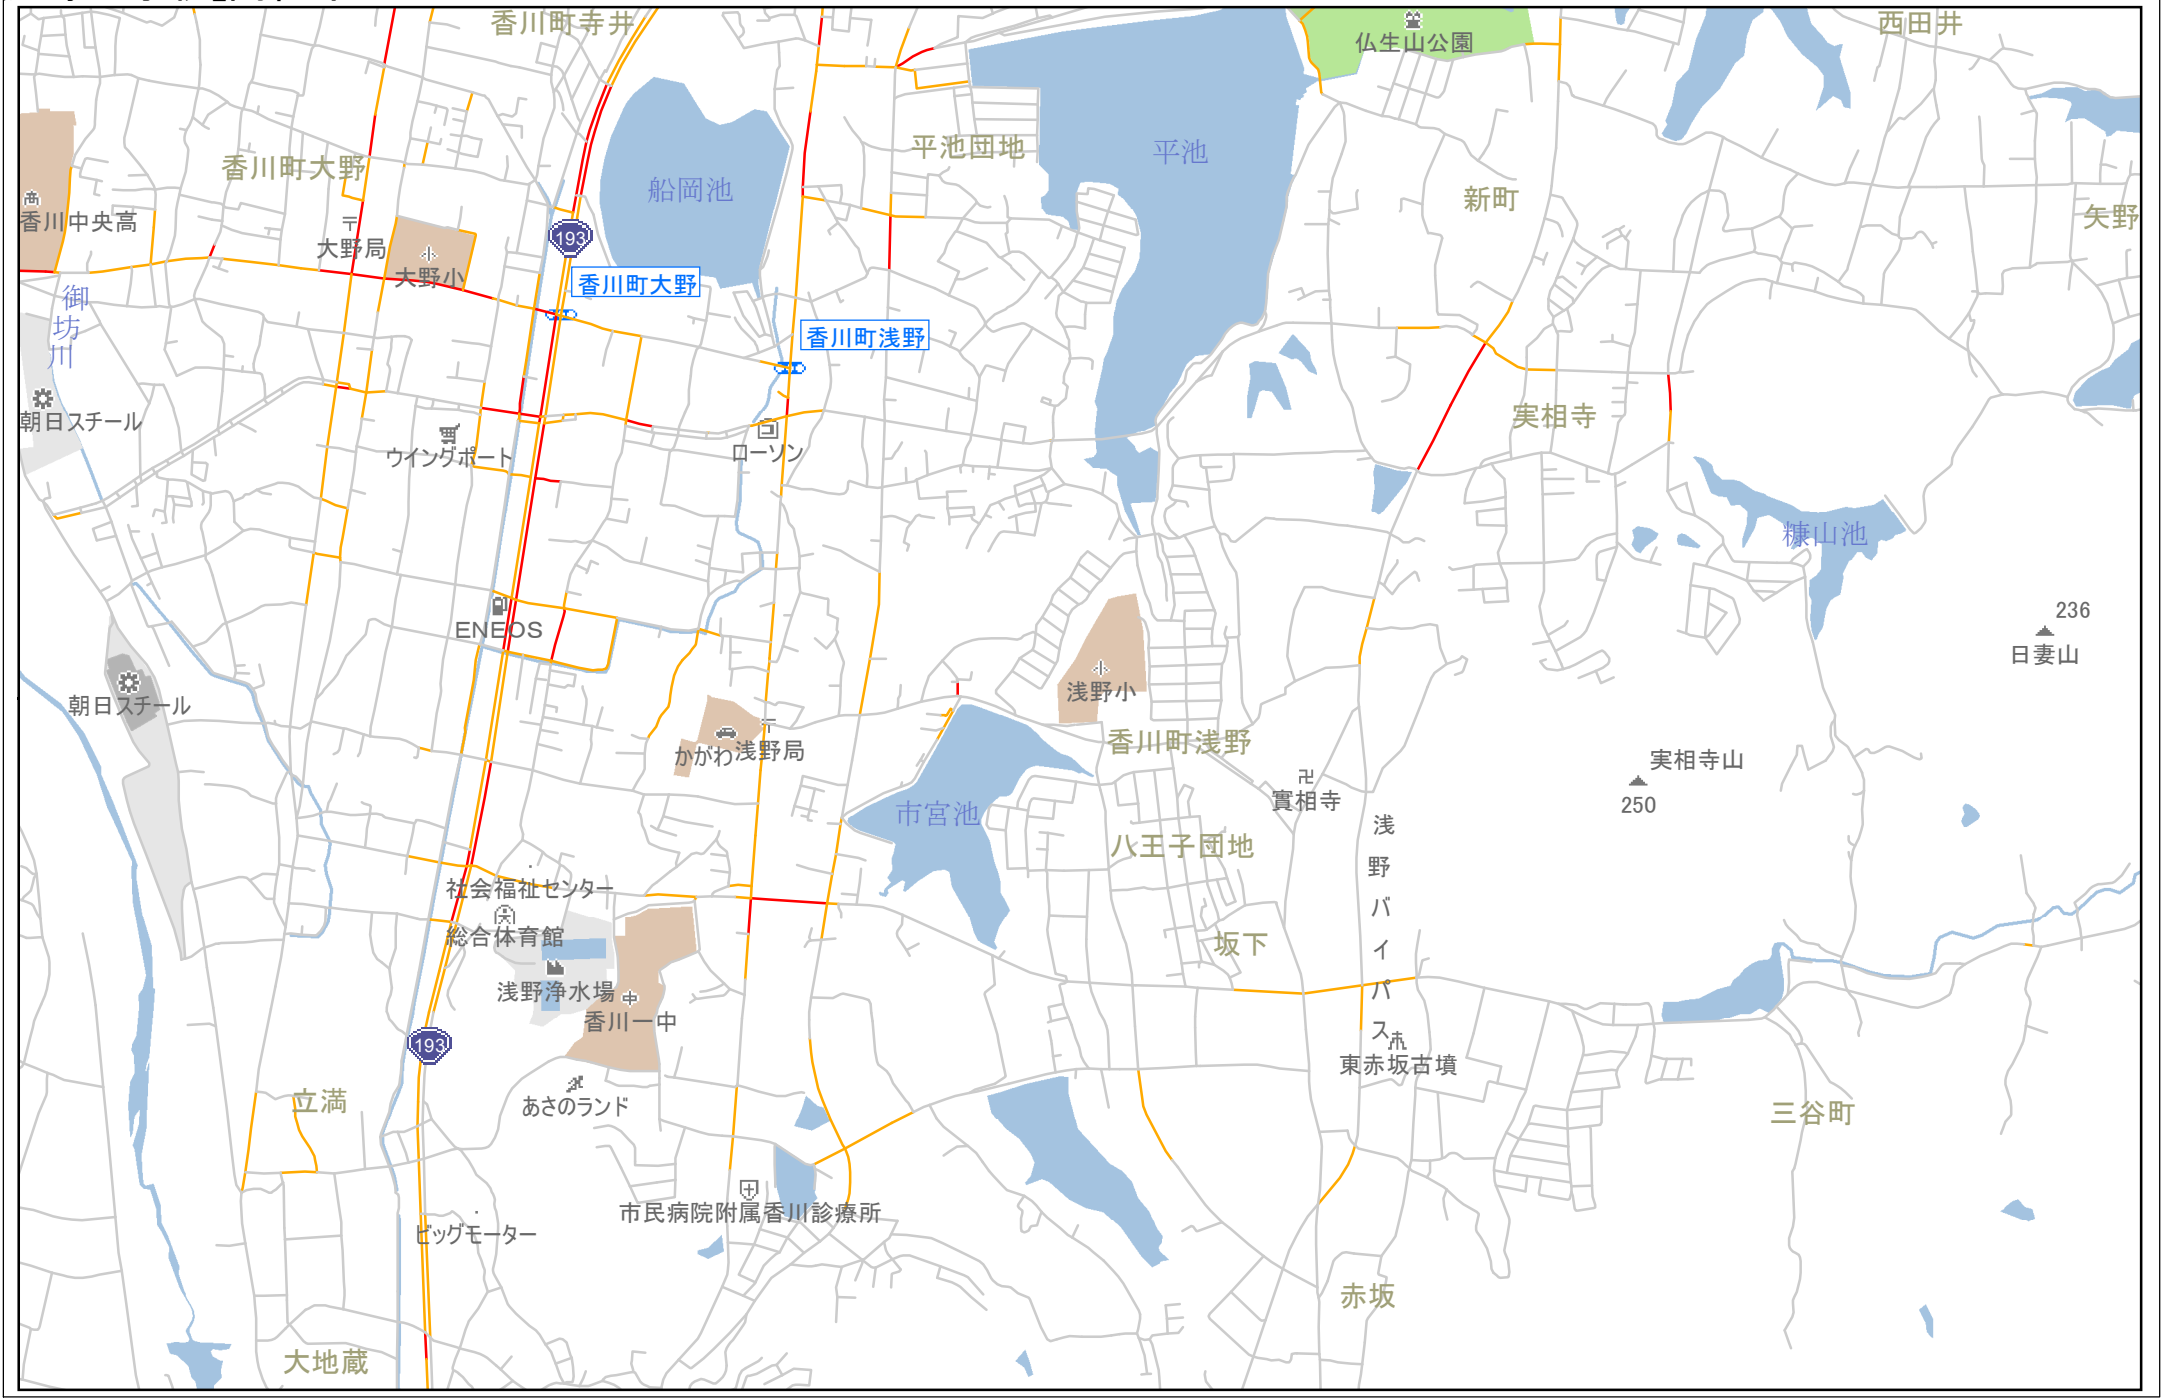 香川町寺井
仏生山公園
西田井
香川町大野
平池団地
平池
船岡池
新町
香川中央高
大野局
大野小
193
矢野
香川町大野
御坊川
香川町浅野
朝日スチール
実相寺
ウイングポート
ローソン
糠山池
ENEOS
236
日妻山
浅野小
朝日スチール
かがわ
浅野局
香川町浅野
實相寺
実相寺山
250
市宮池
八王子団地
浅野バイパス
社会福祉センター
総合体育館
坂下
浅野浄水場
香川一中
193
東赤坂古墳
立満
あさのランド
三谷町
市民病院附属香川診療所
ビッグモーター
赤坂
大地蔵